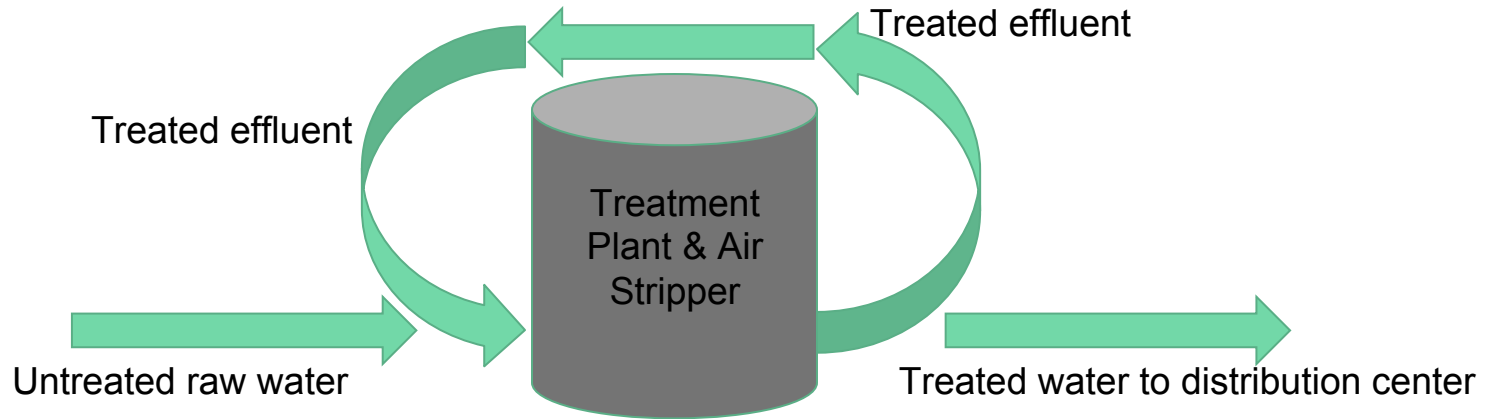 Treated effluent
Treated effluent
Treatment
Plant & Air
Stripper
Untreated raw water
Treated water to distribution center